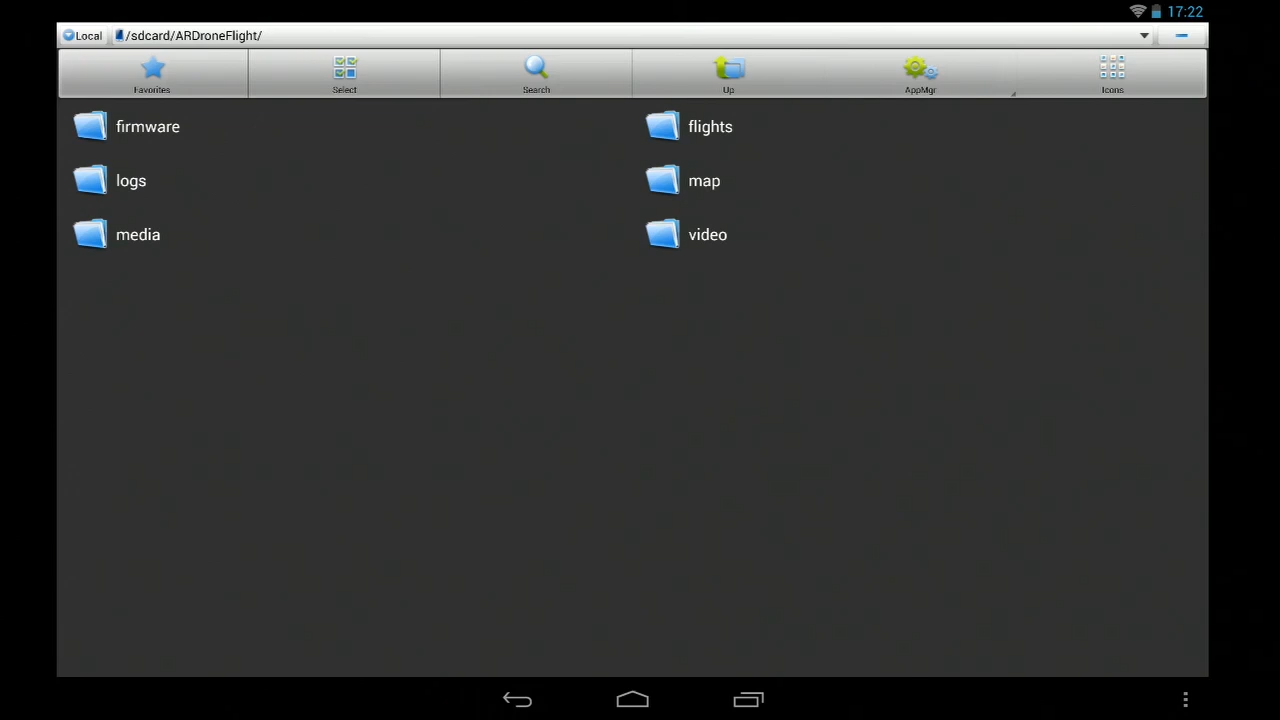 17:22
Local /sdcard/ARDroneFlight/
Favorites Select Search Up AppMgr Icons
firmware flights
logs map
media video